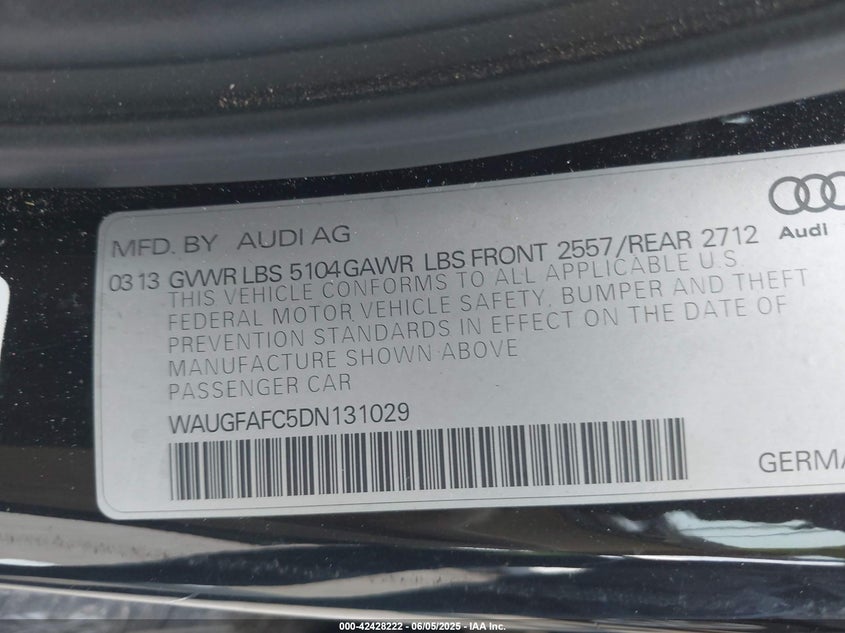 Audi
MFD. BY AUDI AG
03 13 GVWR LBS 5104 GAWR LBS FRONT 2557/REAR 2712
THIS VEHICLE CONFORMS TO ALL APPLICABLE U.S.
FEDERAL MOTOR VEHICLE SAFETY, BUMPER AND THEFT
PREVENTION STANDARDS IN EFFECT ON THE DATE OF
MANUFACTURE SHOWN ABOVE
PASSENGER CAR
WAUGFAFC5DN131029
GERMA
000-42428222 - 06/05/2025 - IAA Inc.